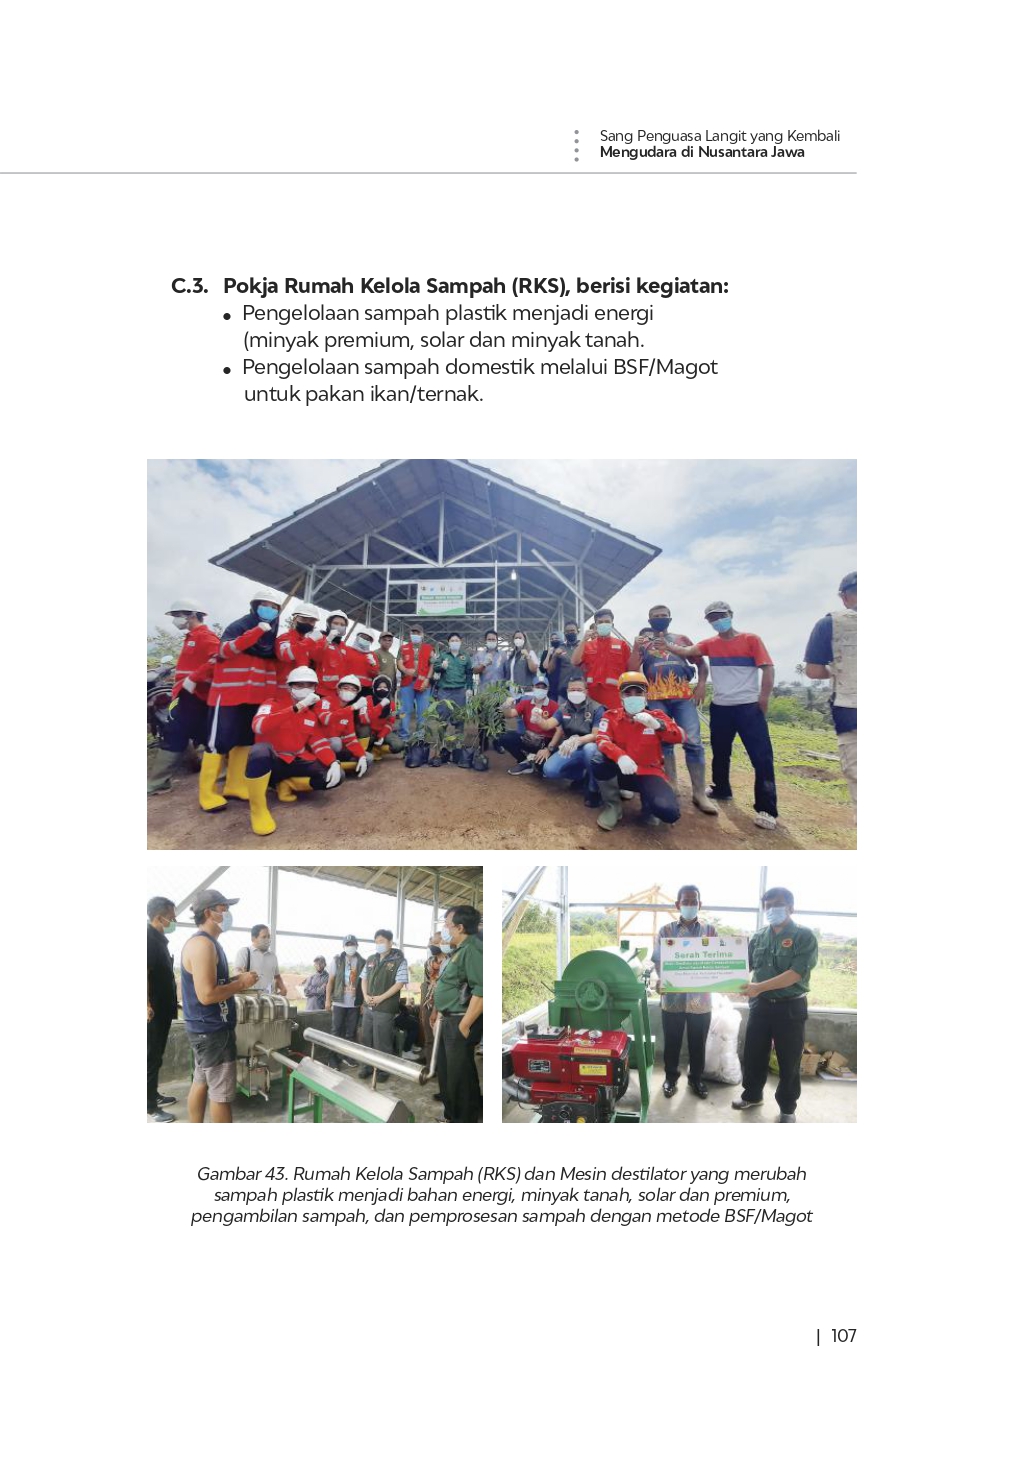 Sang Penguasa Langit yang Kembali
Mengudara di Nusantara Jawa
C.3. Pokja Rumah Kelola Sampah (RKS), berisi kegiatan:
• Pengelolaan sampah plastik menjadi energi
(minyak premium, solar dan minyak tanah.
• Pengelolaan sampah domestik melalui BSF/Magot
untuk pakan ikan/ternak.
Serah Terima
Gambar 43. Rumah Kelola Sampah (RKS) dan Mesin destilator yang merubah
sampah plastik menjadi bahan energi, minyak tanah, solar dan premium,
pengambilan sampah, dan pemprosesan sampah dengan metode BSF/Magot
| 107